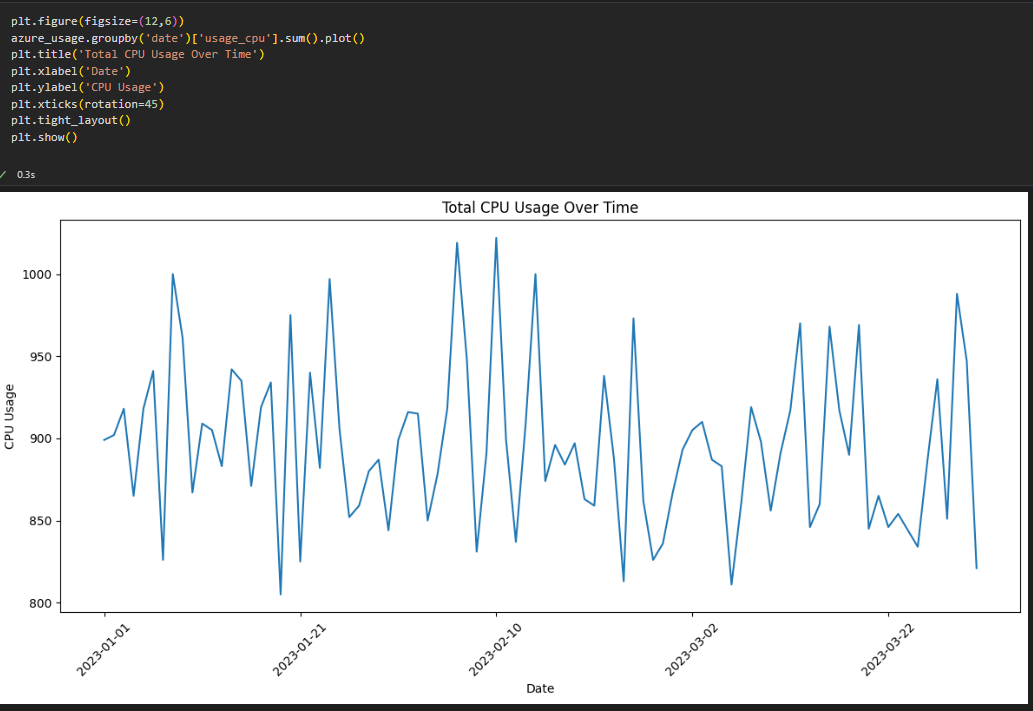 plt.figure(figsize=(12,6))
azure_usage.groupby('date')['usage_cpu'].sum().plot()
plt.title('Total CPU Usage Over Time')
plt.xlabel('Date')
plt.ylabel('CPU Usage')
plt.xticks(rotation=45)
plt.tight_layout()
plt.show()
✓ 0.3s
Total CPU Usage Over Time
1000
950
900
850
800
CPU Usage
2023-01-01
2023-01-21
2023-02-10
2023-03-02
2023-03-22
Date